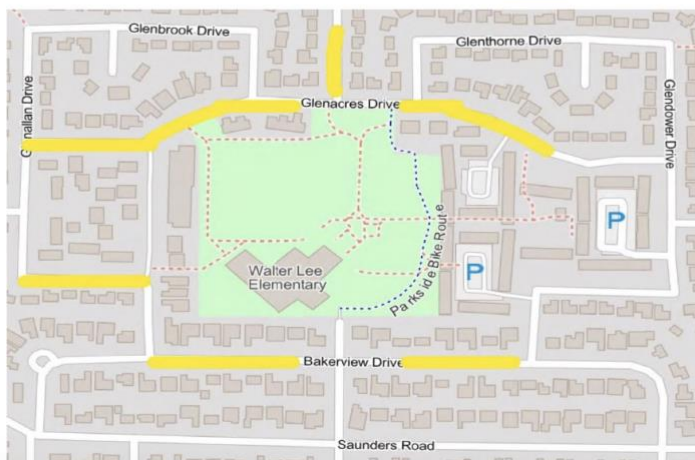 Glenbrook Drive
Glenthorne Drive
Glenallan Drive
Glenacres Drive
Glendower Drive
P
Walter Lee
Elementary
P
Parkside Bike Route
Bakerview Drive
Saunders Road